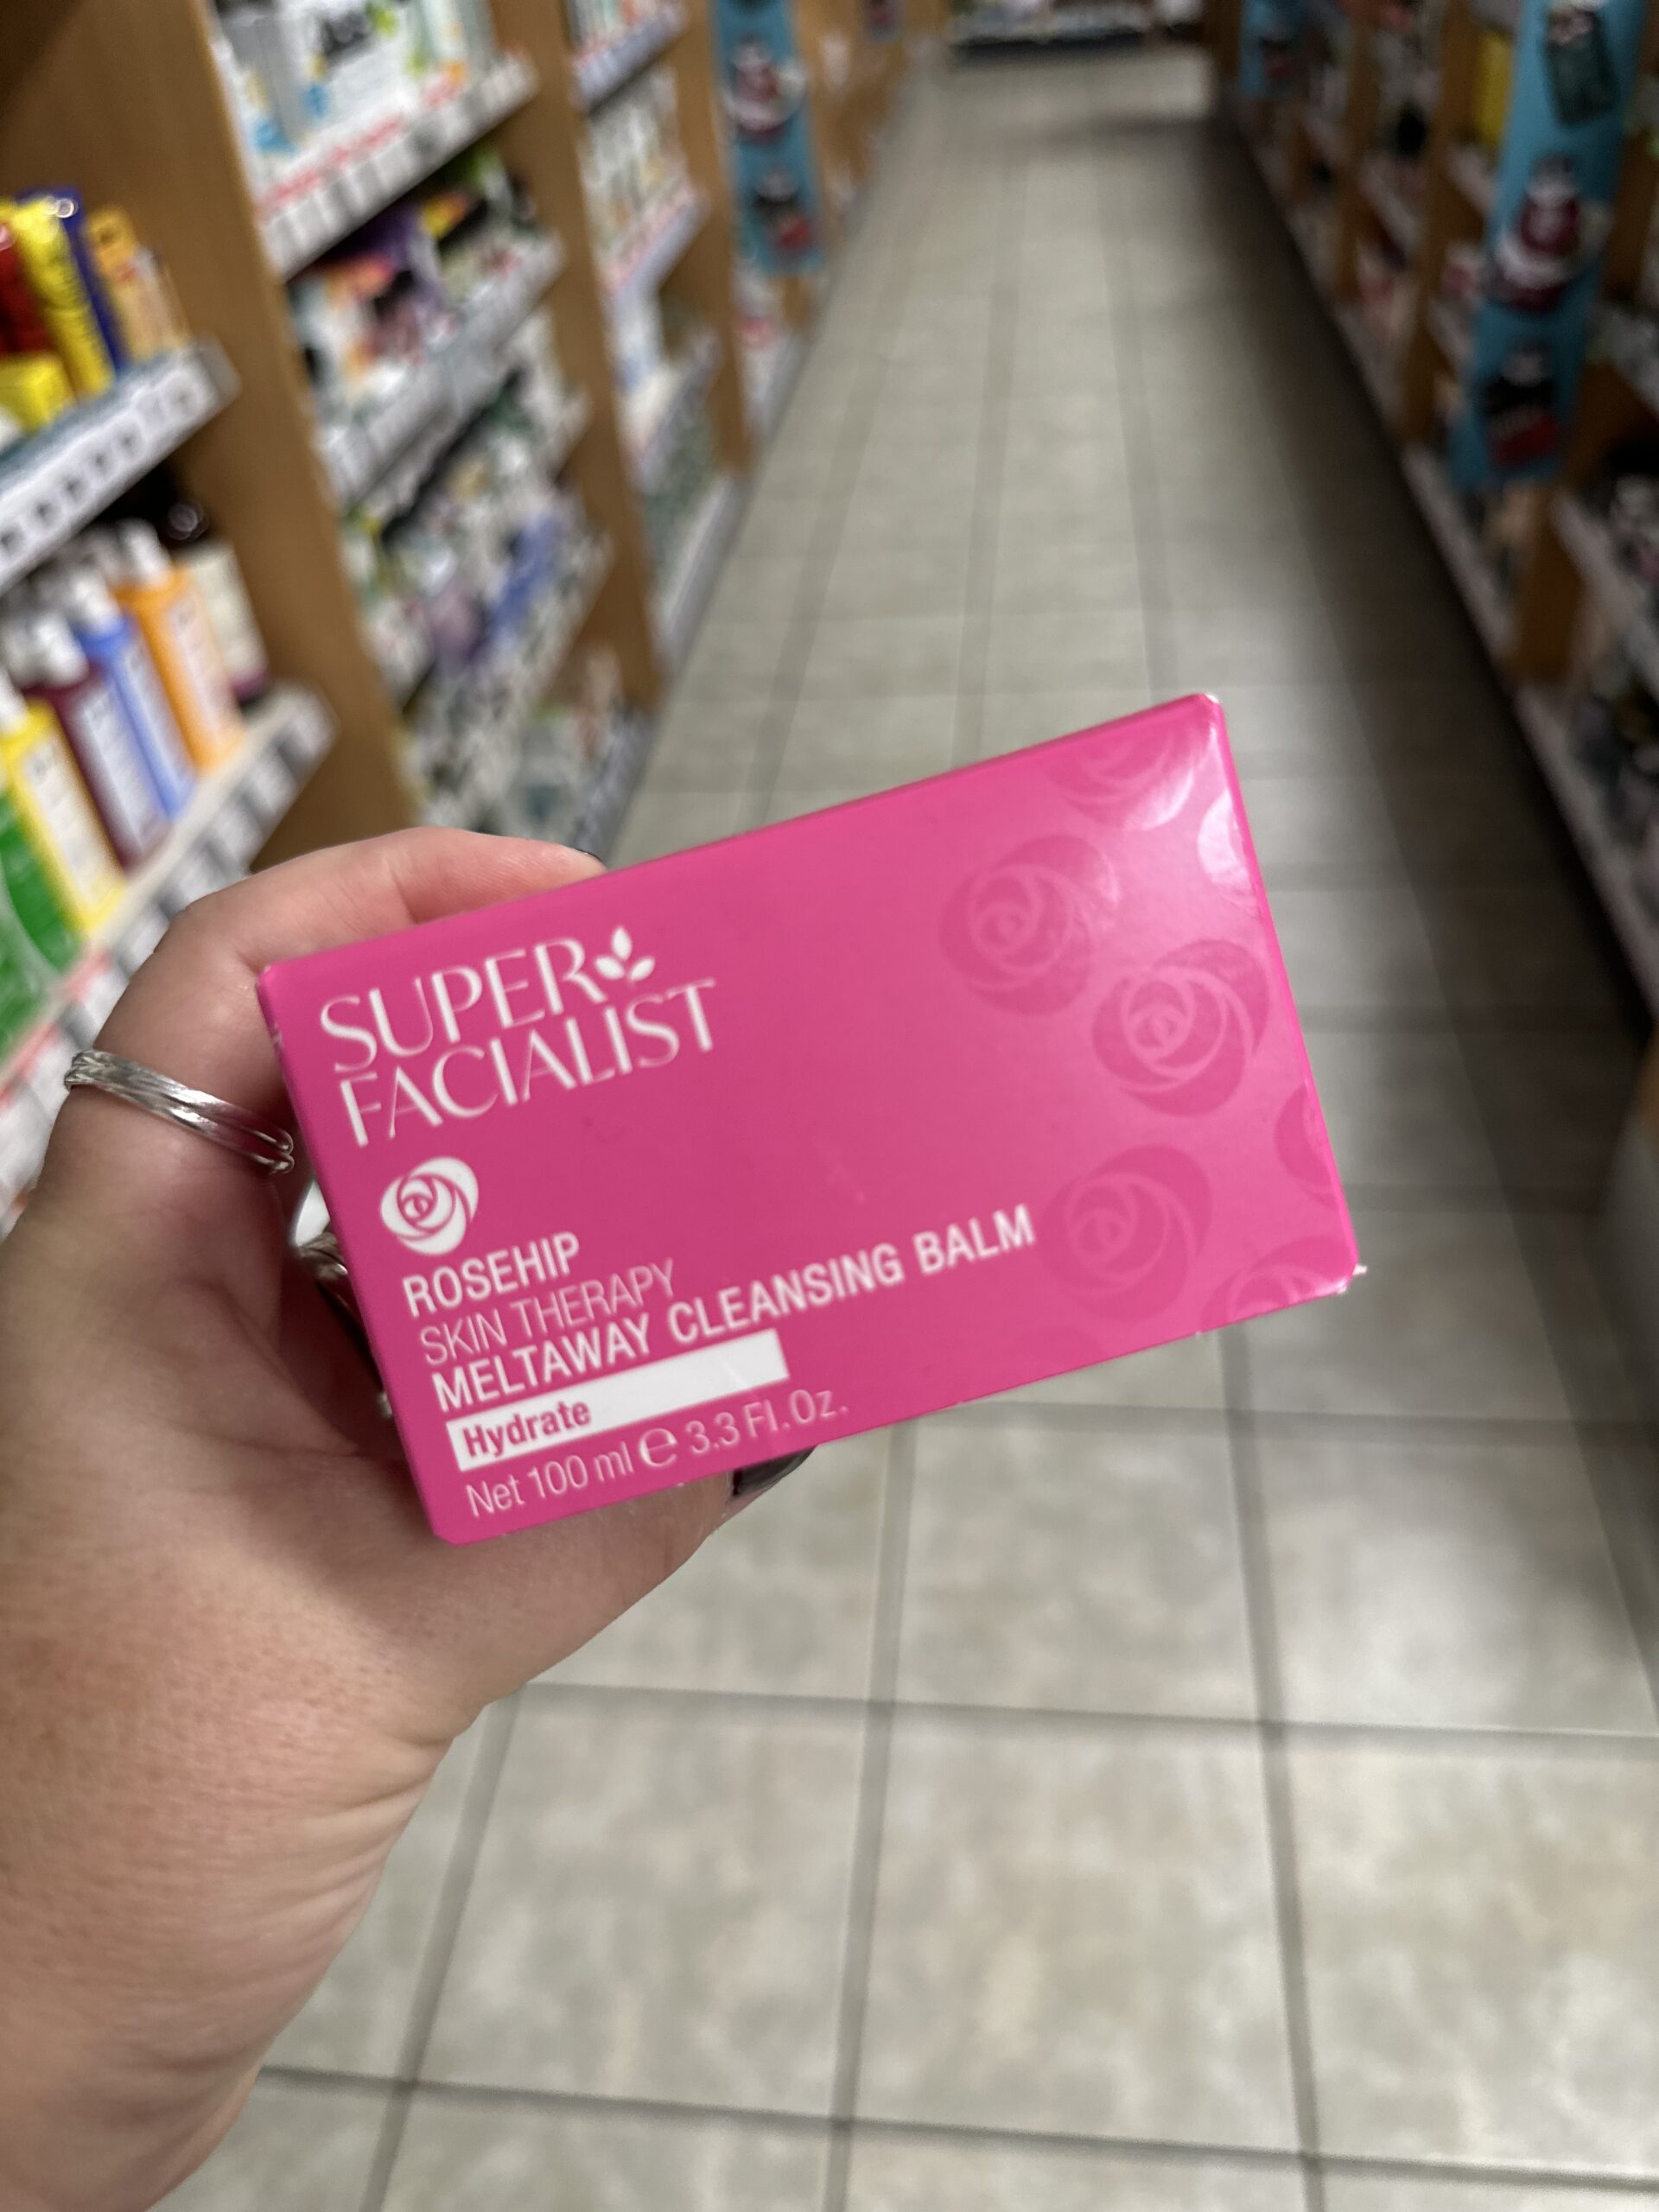 SUPER
FACIALIST
ROSEHIP
SKIN THERAPY
MELTAWAY CLEANSING BALM
Hydrate
Net 100 ml ℮ 3.3 Fl.Oz.